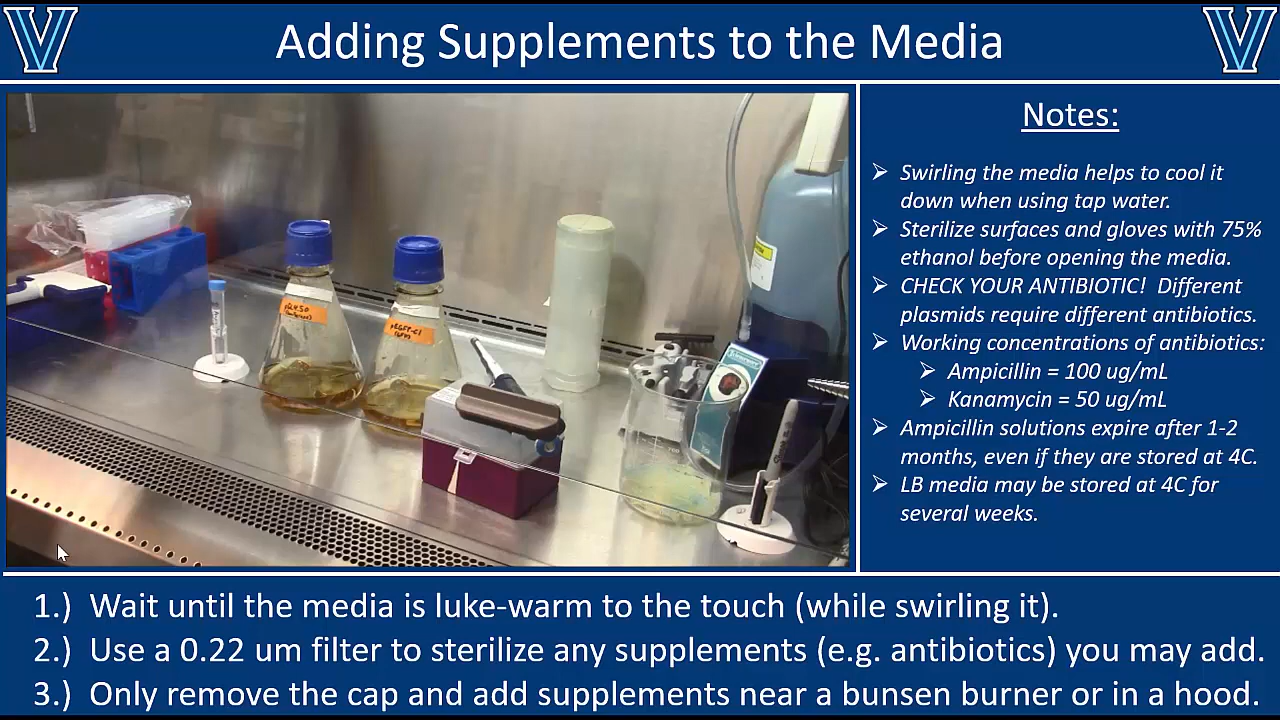 Adding Supplements to the Media
Notes:
➢ Swirling the media helps to cool it
down when using tap water.
➢ Sterilize surfaces and gloves with 75%
ethanol before opening the media.
➢ CHECK YOUR ANTIBIOTIC! Different
plasmids require different antibiotics.
➢ Working concentrations of antibiotics:
➢ Ampicillin = 100 ug/mL
➢ Kanamycin = 50 ug/mL
➢ Ampicillin solutions expire after 1-2
months, even if they are stored at 4C.
➢ LB media may be stored at 4C for
several weeks.
pEGFP-C1
1.) Wait until the media is luke-warm to the touch (while swirling it).
2.) Use a 0.22 um filter to sterilize any supplements (e.g. antibiotics) you may add.
3.) Only remove the cap and add supplements near a bunsen burner or in a hood.